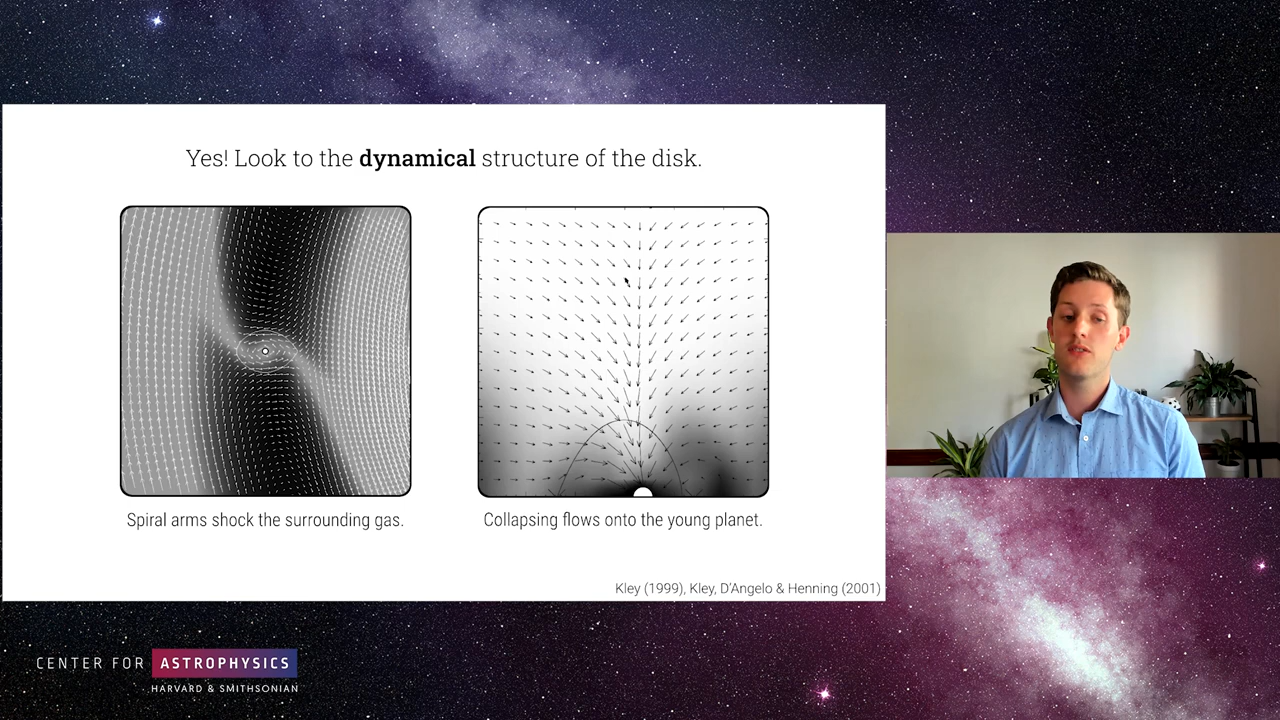 Yes! Look to the dynamical structure of the disk.
Spiral arms shock the surrounding gas.
Collapsing flows onto the young planet.
Kley (1999), Kley, D'Angelo & Henning (2001)
CENTER FOR ASTROPHYSICS
HARVARD & SMITHSONIAN